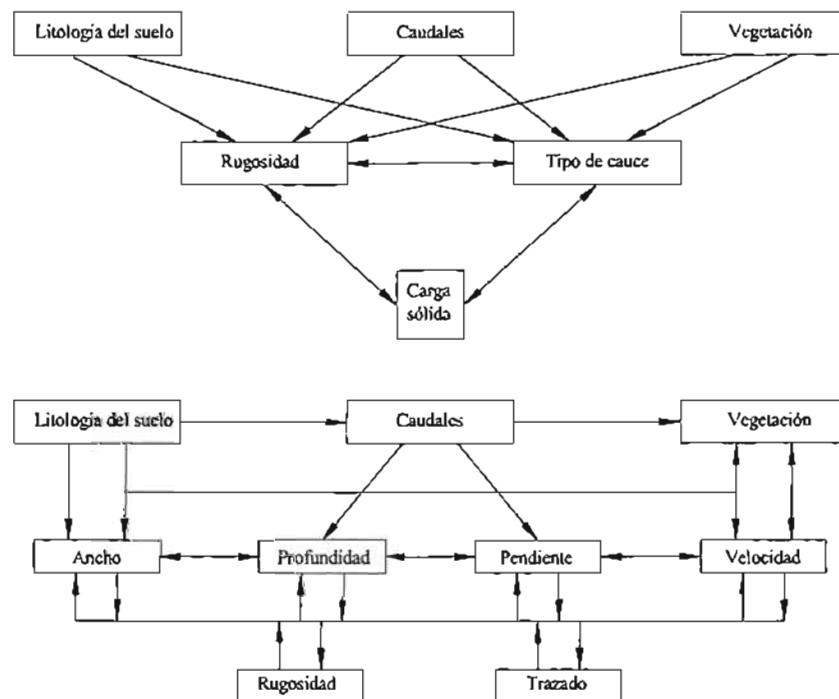 Litología del suelo
Caudales
Vegetación
Rugosidad
Tipo de cauce
Carga
sólida
Litología del suelo
Caudales
Vegetación
Ancho
Profundidad
Pendiente
Velocidad
Rugosidad
Trazado